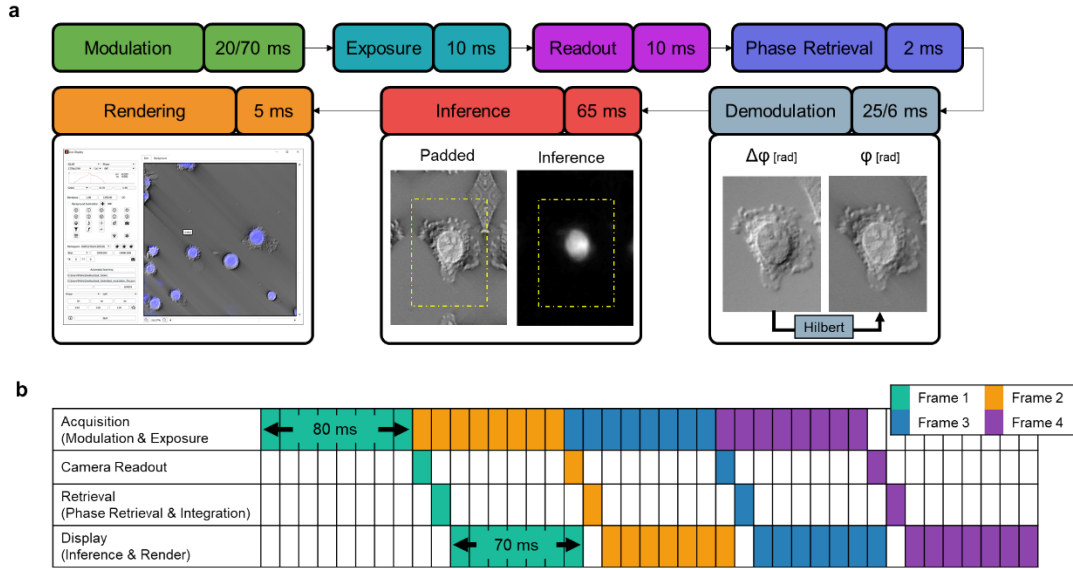 a
Modulation 20/70 ms Exposure 10 ms Readout 10 ms Phase Retrieval 2 ms
Rendering 5 ms Inference 65 ms Demodulation 25/6 ms
Padded Inference Δφ [rad] φ [rad]
Hilbert
b
Frame 1 Frame 2
Frame 3 Frame 4
Acquisition
(Modulation & Exposure
80 ms
Camera Readout
Retrieval
(Phase Retrieval & Integration)
Display
(Inference & Render)
70 ms